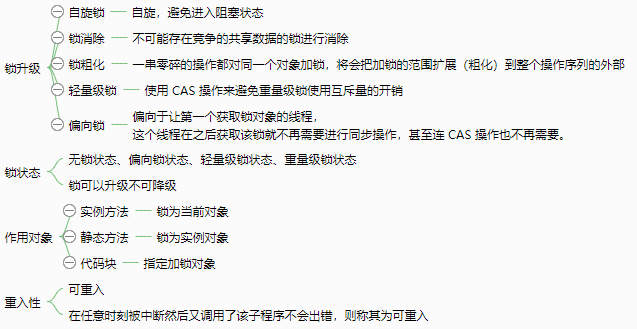 锁升级
自旋锁 自旋，避免进入阻塞状态
锁消除 不可能存在竞争的共享数据的锁进行消除
锁粗化 一串零碎的操作都对同一个对象加锁，将会把加锁的范围扩展（粗化）到整个操作序列的外部
轻量级锁 使用 CAS 操作来避免重量级锁使用互斥量的开销
偏向锁 偏向于让第一个获取锁对象的线程，
这个线程在之后获取该锁就不再需要进行同步操作，甚至连 CAS 操作也不再需要。
锁状态
无锁状态、偏向锁状态、轻量级锁状态、重量级锁状态
锁可以升级不可降级
作用对象
实例方法 锁为当前对象
静态方法 锁为实例对象
代码块 指定加锁对象
重入性
可重入
在任意时刻被中断然后又调用了该子程序不会出错，则称其为可重入